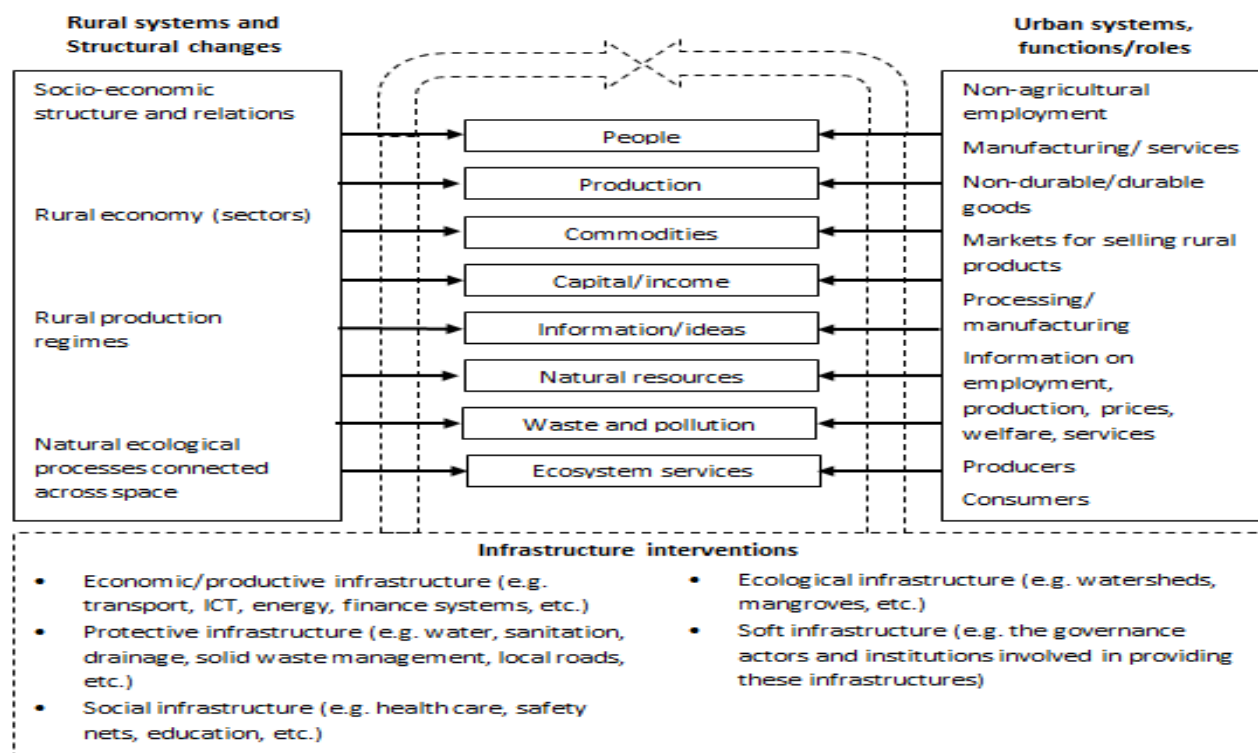 Rural systems and
Structural changes
Socio-economic
structure and relations
Rural economy (sectors)
Rural production
regimes
Natural ecological
processes connected
across space
People
Production
Commodities
Capital/income
Information/ideas
Natural resources
Waste and pollution
Ecosystem services
Urban systems,
functions/roles
Non-agricultural
employment
Manufacturing/ services
Non-durable/durable
goods
Markets for selling rural
products
Processing/
manufacturing
Information on
employment,
production, prices,
welfare, services
Producers
Consumers
Infrastructure interventions
• Economic/productive infrastructure (e.g.
transport, ICT, energy, finance systems, etc.)
• Protective infrastructure (e.g. water, sanitation,
drainage, solid waste management, local roads,
etc.)
• Social infrastructure (e.g. health care, safety
nets, education, etc.)
• Ecological infrastructure (e.g. watersheds,
mangroves, etc.)
• Soft infrastructure (e.g. the governance
actors and institutions involved in providing
these infrastructures)